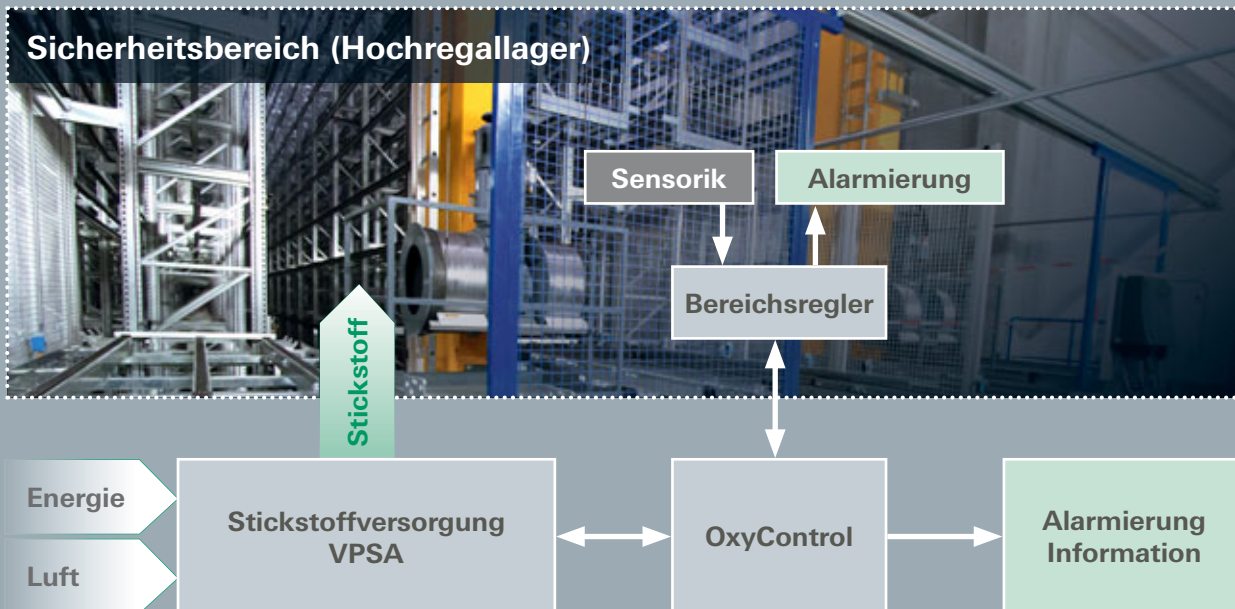 Sicherheitsbereich (Hochregallager)
Sensorik
Alarmierung
Bereichsregler
Stickstoff
Energie
Luft
Stickstoffversorgung
VPSA
OxyControl
Alarmierung
Information